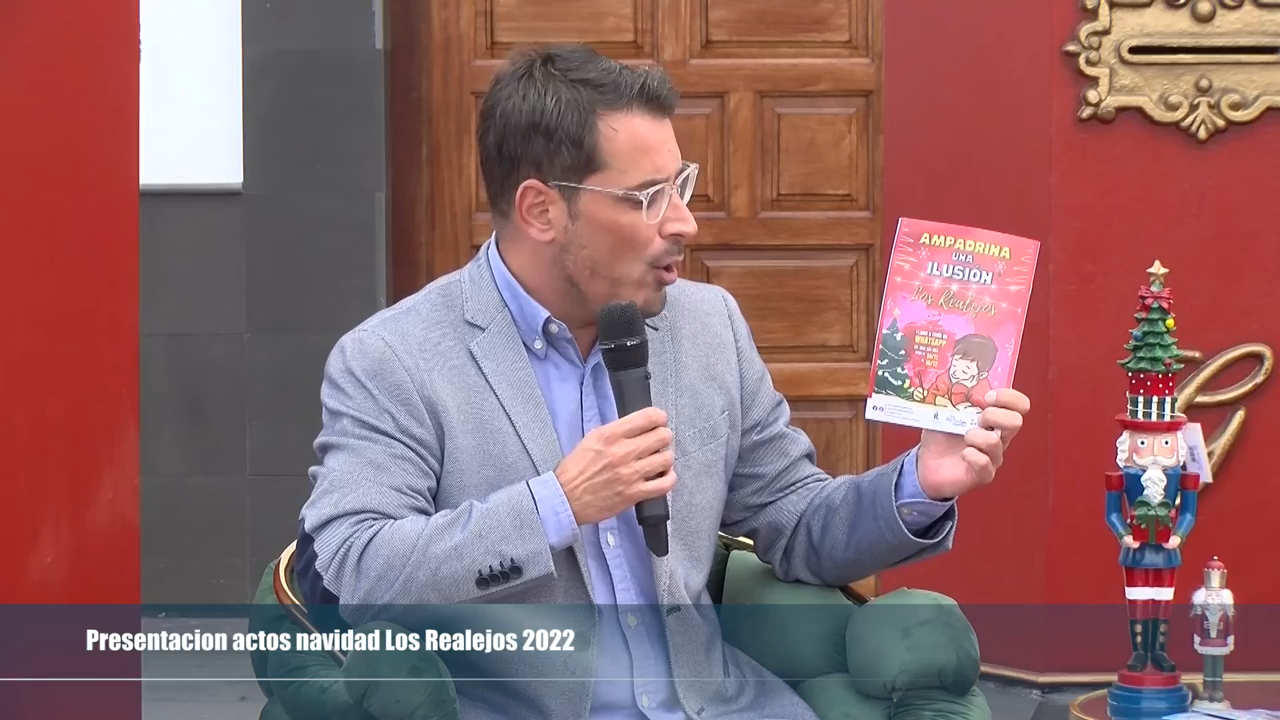 AMPADRINA
UNA
ILUSIÓN
Los Realejos
WHATSAPP
Presentacion actos navidad Los Realejos 2022